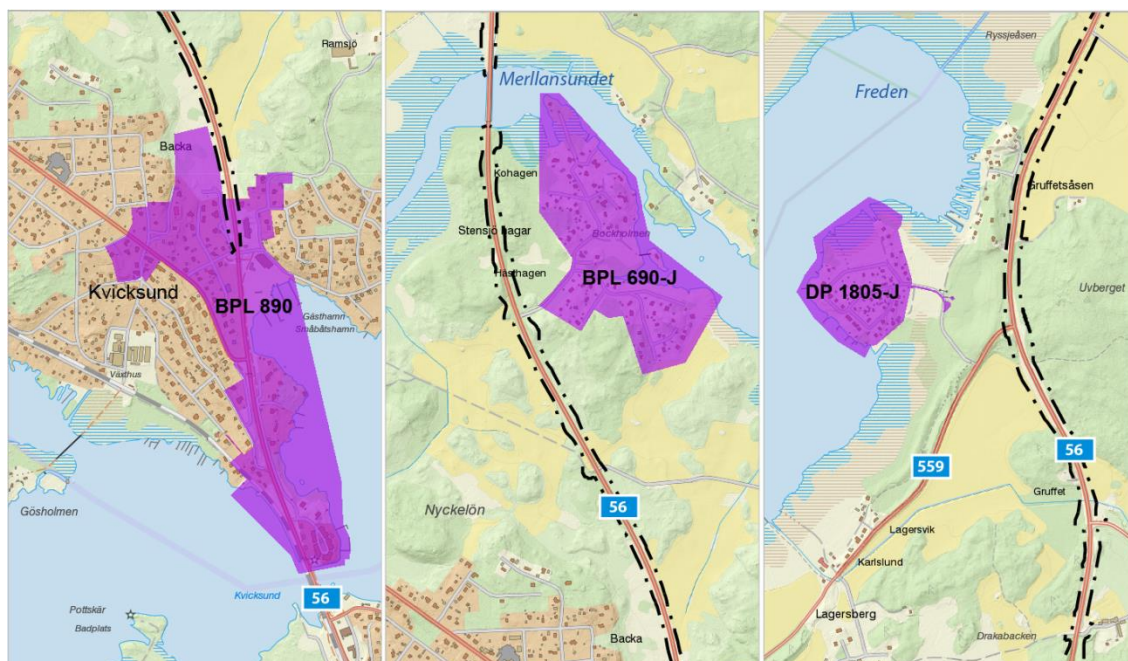 Ramsjö
Backa
Kvicksund
BPL 890
Gästhamn
Småbåtshamn
Växthus
Gösholmen
Kvicksund
56
Pottskär
Badplats
Merllansundet
Kohagen
Stensjö hagar
Bockholmen
Hästhagen
BPL 690-J
56
Nyckelön
Backa
Ryssjeåsen
Freden
Gruffetsåsen
Uvberget
DP 1805-J
559
56
Gruffet
Lagersvik
Karlslund
Lagersberg
Drakabacken